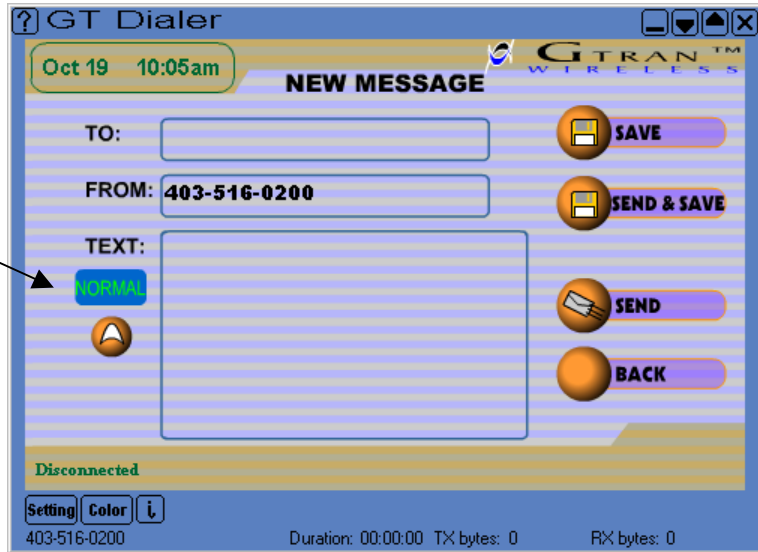 ? GT Dialer
Oct 19 10:05am
NEW MESSAGE
GTRAN™
WIRELESS
TO:
SAVE
FROM: 403-516-0200
SEND & SAVE
TEXT:
NORMAL
SEND
BACK
Disconnected
Setting Color i
403-516-0200 Duration: 00:00:00 TX bytes: 0 RX bytes: 0